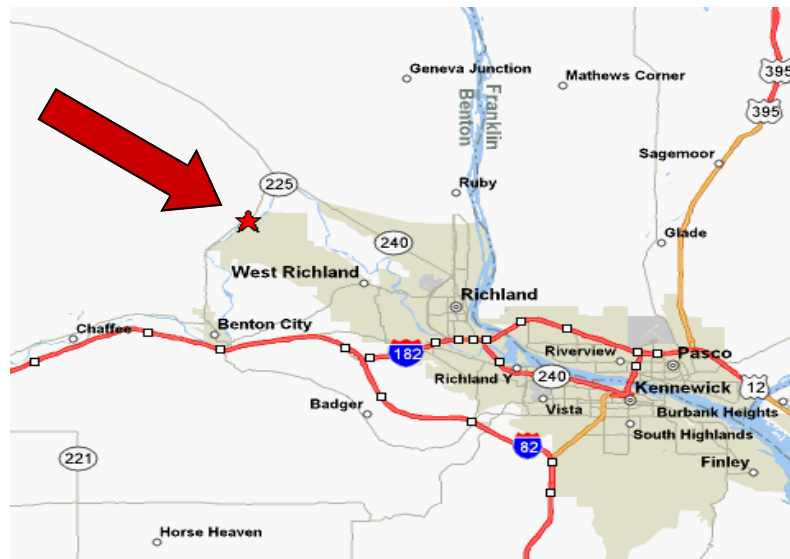 Geneva Junction
Mathews Corner
395
395
Franklin
Benton
Sagemoor
225
Ruby
Glade
240
West Richland
Richland
Chaffee
Benton City
182
Riverview
Pasco
Richland Y
240
Kennewick
12
Badger
Vista
Burbank Heights
South Highlands
82
221
Finley
Horse Heaven